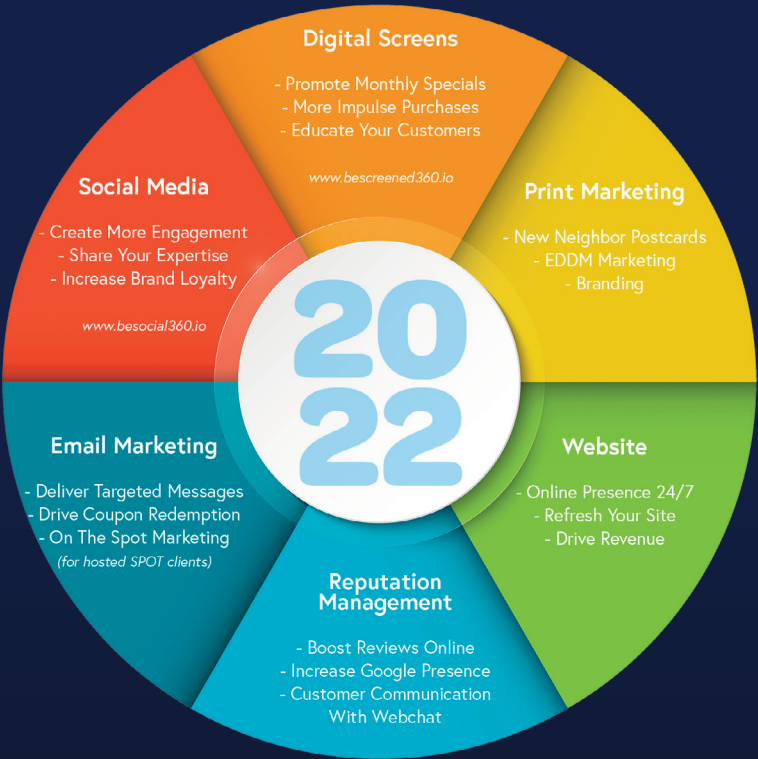 Digital Screens
- Promote Monthly Specials
- More Impulse Purchases
- Educate Your Customers
www.bescreened360.io
Print Marketing
- New Neighbor Postcards
- EDDM Marketing
- Branding
Website
- Online Presence 24/7
- Refresh Your Site
- Drive Revenue
Reputation
Management
- Boost Reviews Online
- Increase Google Presence
- Customer Communication
With Webchat
Email Marketing
- Deliver Targeted Messages
- Drive Coupon Redemption
- On The Spot Marketing
(for hosted SPOT clients)
Social Media
- Create More Engagement
- Share Your Expertise
- Increase Brand Loyalty
www.besocial360.io
20
22